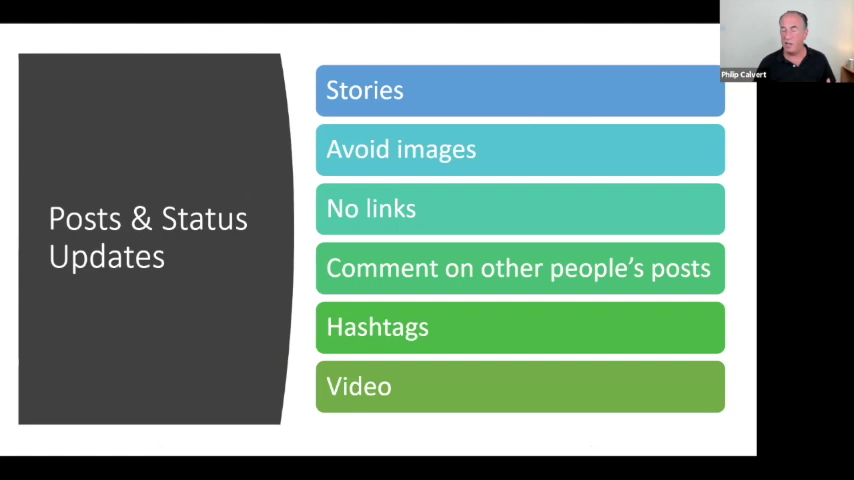 Philip Calvert
Posts & Status
Updates
Stories
Avoid images
No links
Comment on other people’s posts
Hashtags
Video